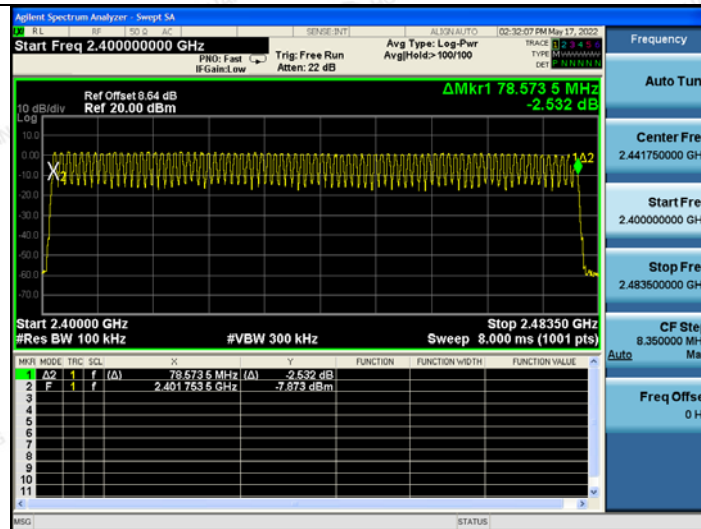 Agilent Spectrum Analyzer - Swept SA
RL RF 50 Ω AC SENSE:INT ALIGN AUTO 02:32:07 PM May 17, 2022
Start Freq 2.400000000 GHz
PNO: Fast
IFGain:Low
Trig: Free Run
Atten: 22 dB
Avg Type: Log-Pwr
Avg|Hold:> 100/100
TRACE 1 2 3 4 5 6
TYPE M
DET P N N N N N
Ref Offset 8.64 dB
Ref 20.00 dBm
10 dB/div
Log
ΔMkr1 78.573 5 MHz
-2.532 dB
10.0
0.00
-10.0
-20.0
-30.0
-40.0
-50.0
-60.0
-70.0
X2
1Δ2
Start 2.40000 GHz
Stop 2.48350 GHz
#Res BW 100 kHz
#VBW 300 kHz
Sweep 8.000 ms (1001 pts)
MKR MODE TRC SCL X Y FUNCTION FUNCTION WIDTH FUNCTION VALUE
1 Δ2 1 f (Δ) 78.573 5 MHz (Δ) -2.532 dB
2 F 1 f 2.401 753 5 GHz -7.873 dBm
3
4
5
6
7
8
9
10
11
MSG
STATUS
Frequency
Auto Tun
Center Fre
2.441750000 GH
Start Fre
2.400000000 GH
Stop Fre
2.483500000 GH
CF Ste
8.350000 MH
Auto Ma
Freq Offse
0 H